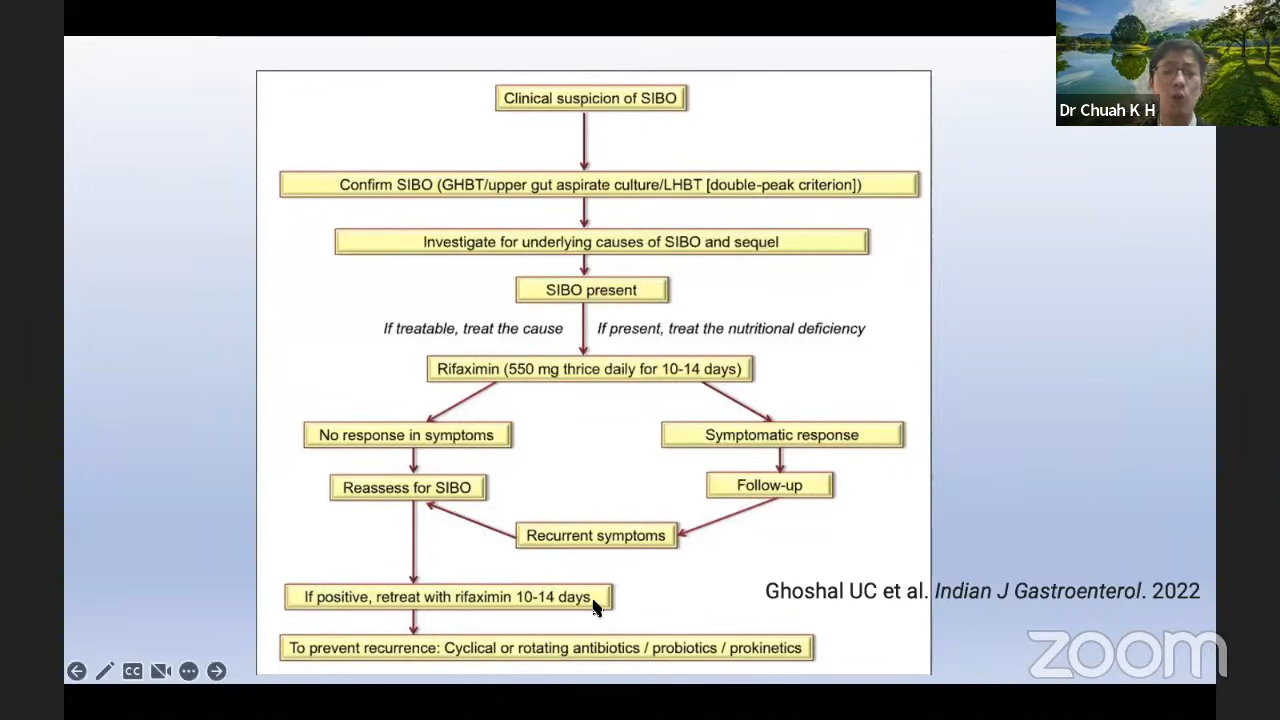 Dr Chuah K H
Clinical suspicion of SIBO
Confirm SIBO (GHBT/upper gut aspirate culture/LHBT [double-peak criterion])
Investigate for underlying causes of SIBO and sequel
SIBO present
If treatable, treat the cause
If present, treat the nutritional deficiency
Rifaximin (550 mg thrice daily for 10-14 days)
No response in symptoms
Symptomatic response
Reassess for SIBO
Follow-up
Recurrent symptoms
If positive, retreat with rifaximin 10-14 days
Ghoshal UC et al. Indian J Gastroenterol. 2022
To prevent recurrence: Cyclical or rotating antibiotics / probiotics / prokinetics
zoom
CC